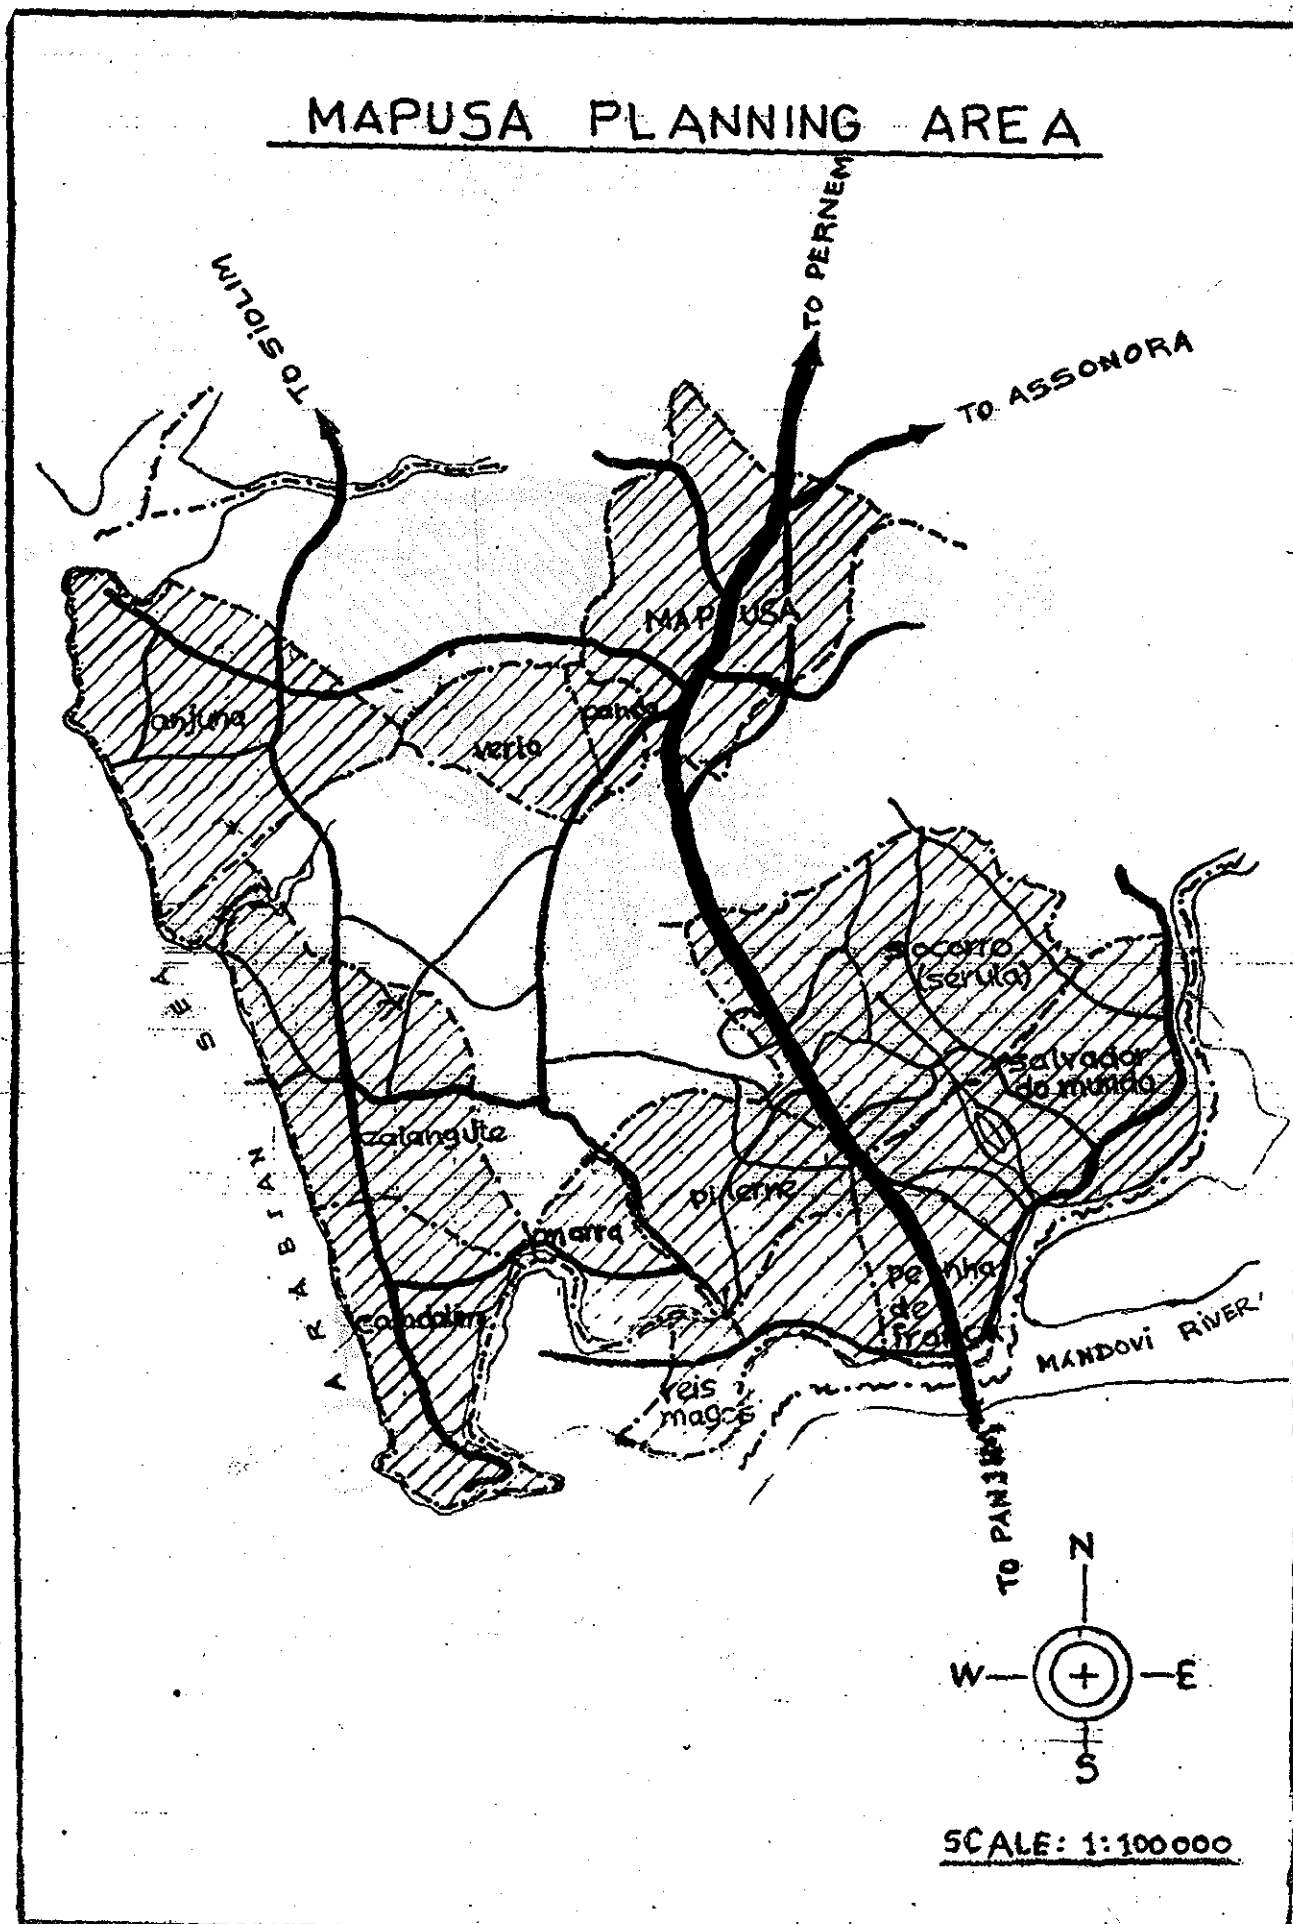 MAPUSA PLANNING AREA
TO PERNEM
TO SIOLIM
TO ASSONORA
MAPUSA
anjuna
verla
canca
socorro
(serula)
ARABIAN SEA
salvador
do mundo
calangute
pilerne
marra
penha
de
franca
candolim
MANDOVI RIVER
reis
magos
TO PANJIM
N
W
E
S
SCALE: 1:100000